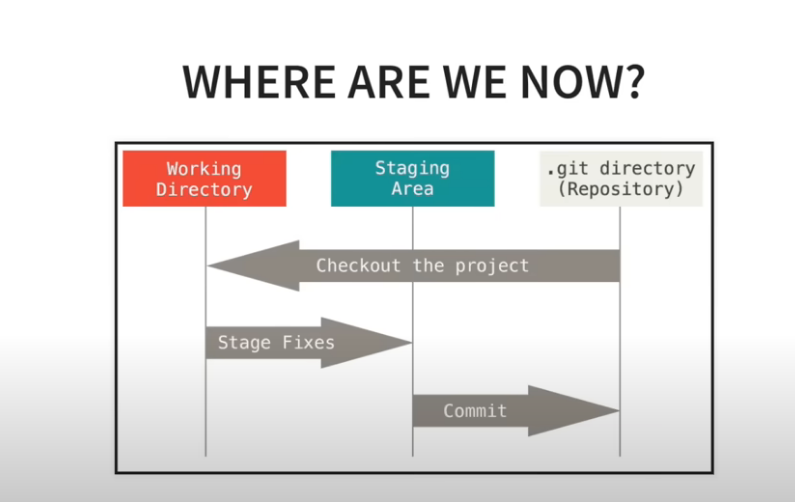 WHERE ARE WE NOW?
Working
Directory
Staging
Area
.git directory
(Repository)
Checkout the project
Stage Fixes
Commit